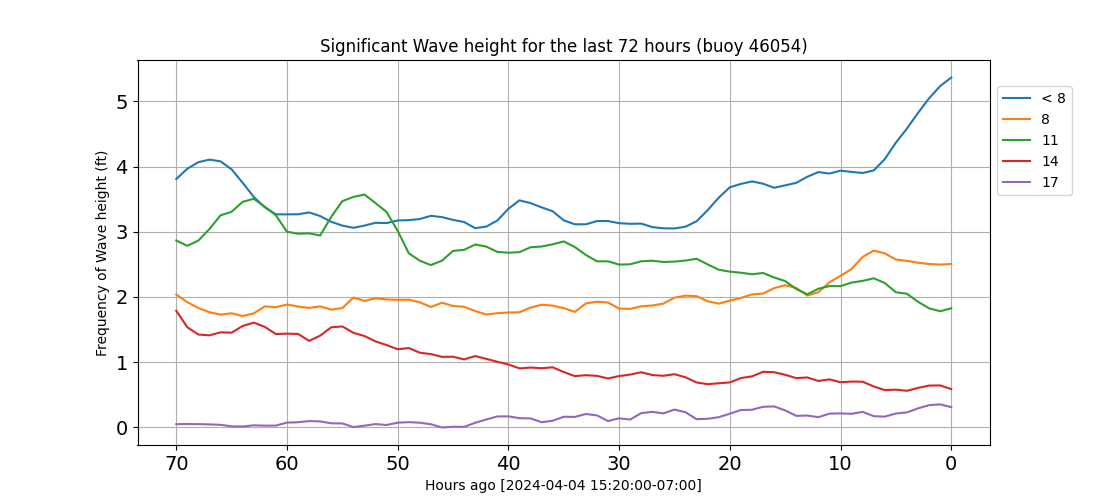 Significant Wave height for the last 72 hours (buoy 46054)
Frequency of Wave height (ft)
5
4
3
2
1
0
70 60 50 40 30 20 10 0
Hours ago [2024-04-04 15:20:00-07:00]
< 8
8
11
14
17